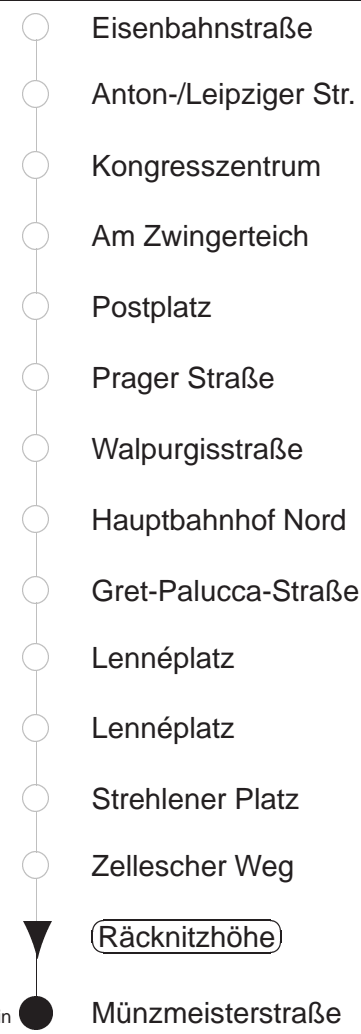 Eisenbahnstraße
Anton-/Leipziger Str.
Kongresszentrum
Am Zwingerteich
Postplatz
Prager Straße
Walpurgisstraße
Hauptbahnhof Nord
Gret-Palucca-Straße
Lennéplatz
Lennéplatz
Strehlener Platz
Zellescher Weg
Räcknitzhöhe
Münzmeisterstraße